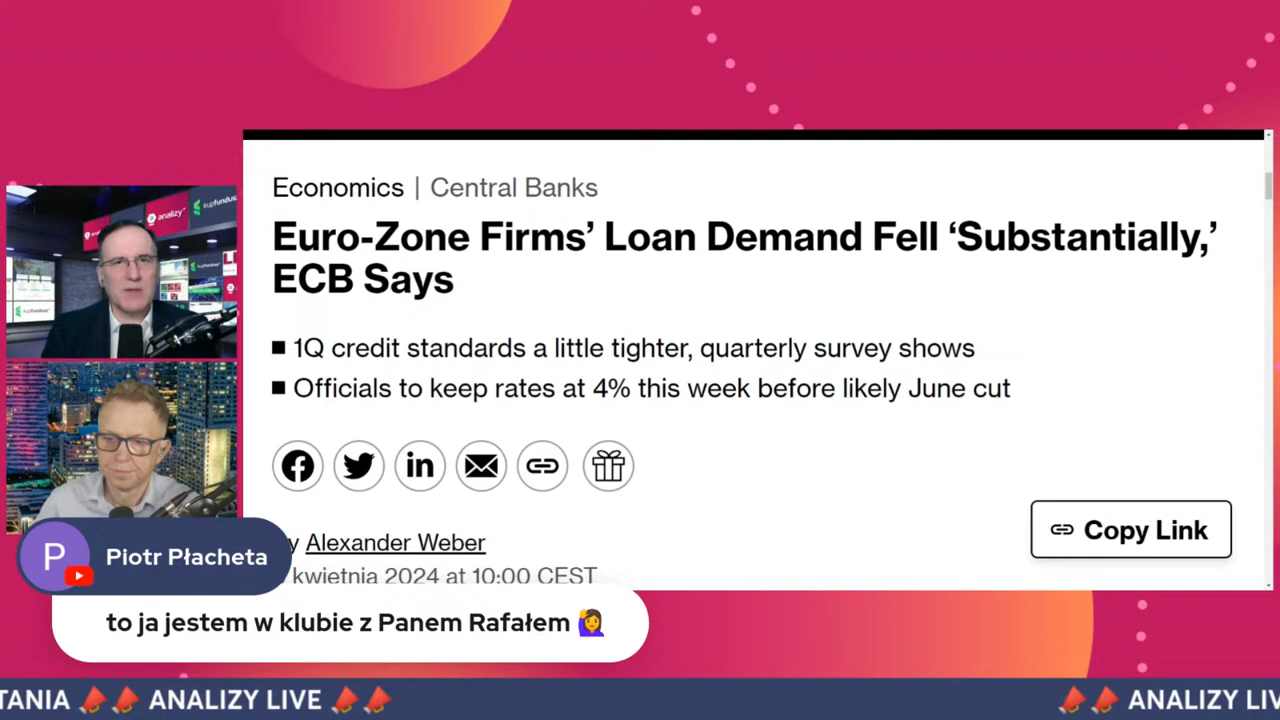 Economics | Central Banks
Euro-Zone Firms’ Loan Demand Fell ‘Substantially,’
ECB Says
■ 1Q credit standards a little tighter, quarterly survey shows
■ Officials to keep rates at 4% this week before likely June cut
Copy Link
Alexander Weber
kwietnia 2024 at 10:00 CEST
analizy
kupfundusz
P
Piotr Płacheta
to ja jestem w klubie z Panem Rafałem 🙋‍♀️
TANIA ANALIZY LIVE ANALIZY LIV